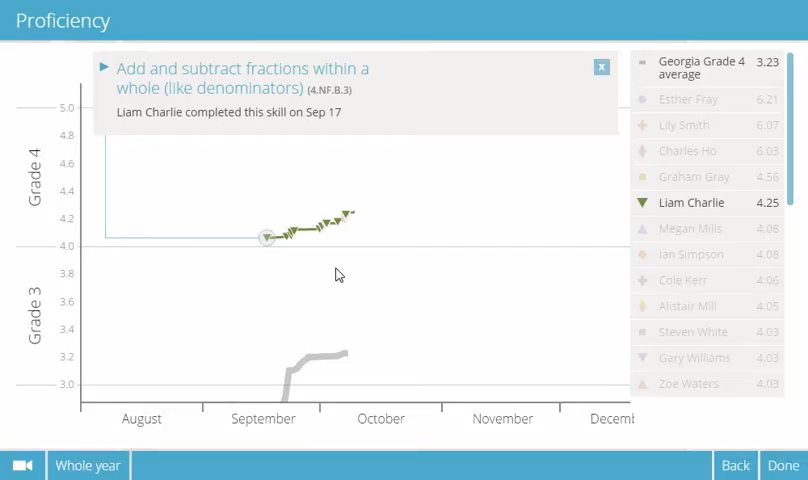 Proficiency
Add and subtract fractions within a
whole (like denominators) (4.NF.B.3)
Liam Charlie completed this skill on Sep 17
x
Georgia Grade 4 average 3.23
Esther Fray 6.21
Lily Smith 6.07
Charles Ho 6.03
Graham Gray 4.56
Liam Charlie 4.25
Megan Mills 4.08
Ian Simpson 4.08
Cole Kerr 4.06
Alistair Mill 4.05
Steven White 4.03
Gary Williams 4.03
Zoe Waters 4.03
Grade 4
Grade 3
5.0
4.8
4.6
4.4
4.2
4.0
3.8
3.6
3.4
3.2
3.0
August September October November Decemb
Whole year Back Done